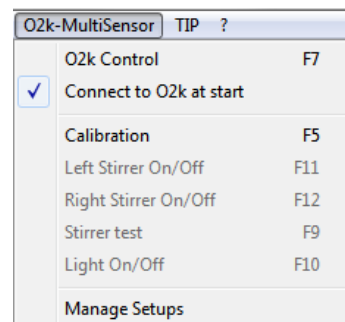 O2k-MultiSensor TIP ?
O2k Control F7
Connect to O2k at start
Calibration F5
Left Stirrer On/Off F11
Right Stirrer On/Off F12
Stirrer test F9
Light On/Off F10
Manage Setups